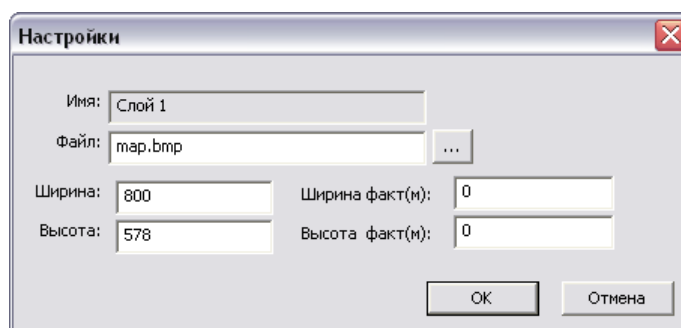 Настройки
Имя: Слой 1
Файл: map.bmp ...
Ширина: 800 Ширина факт(м): 0
Высота: 578 Высота факт(м): 0
OK Отмена